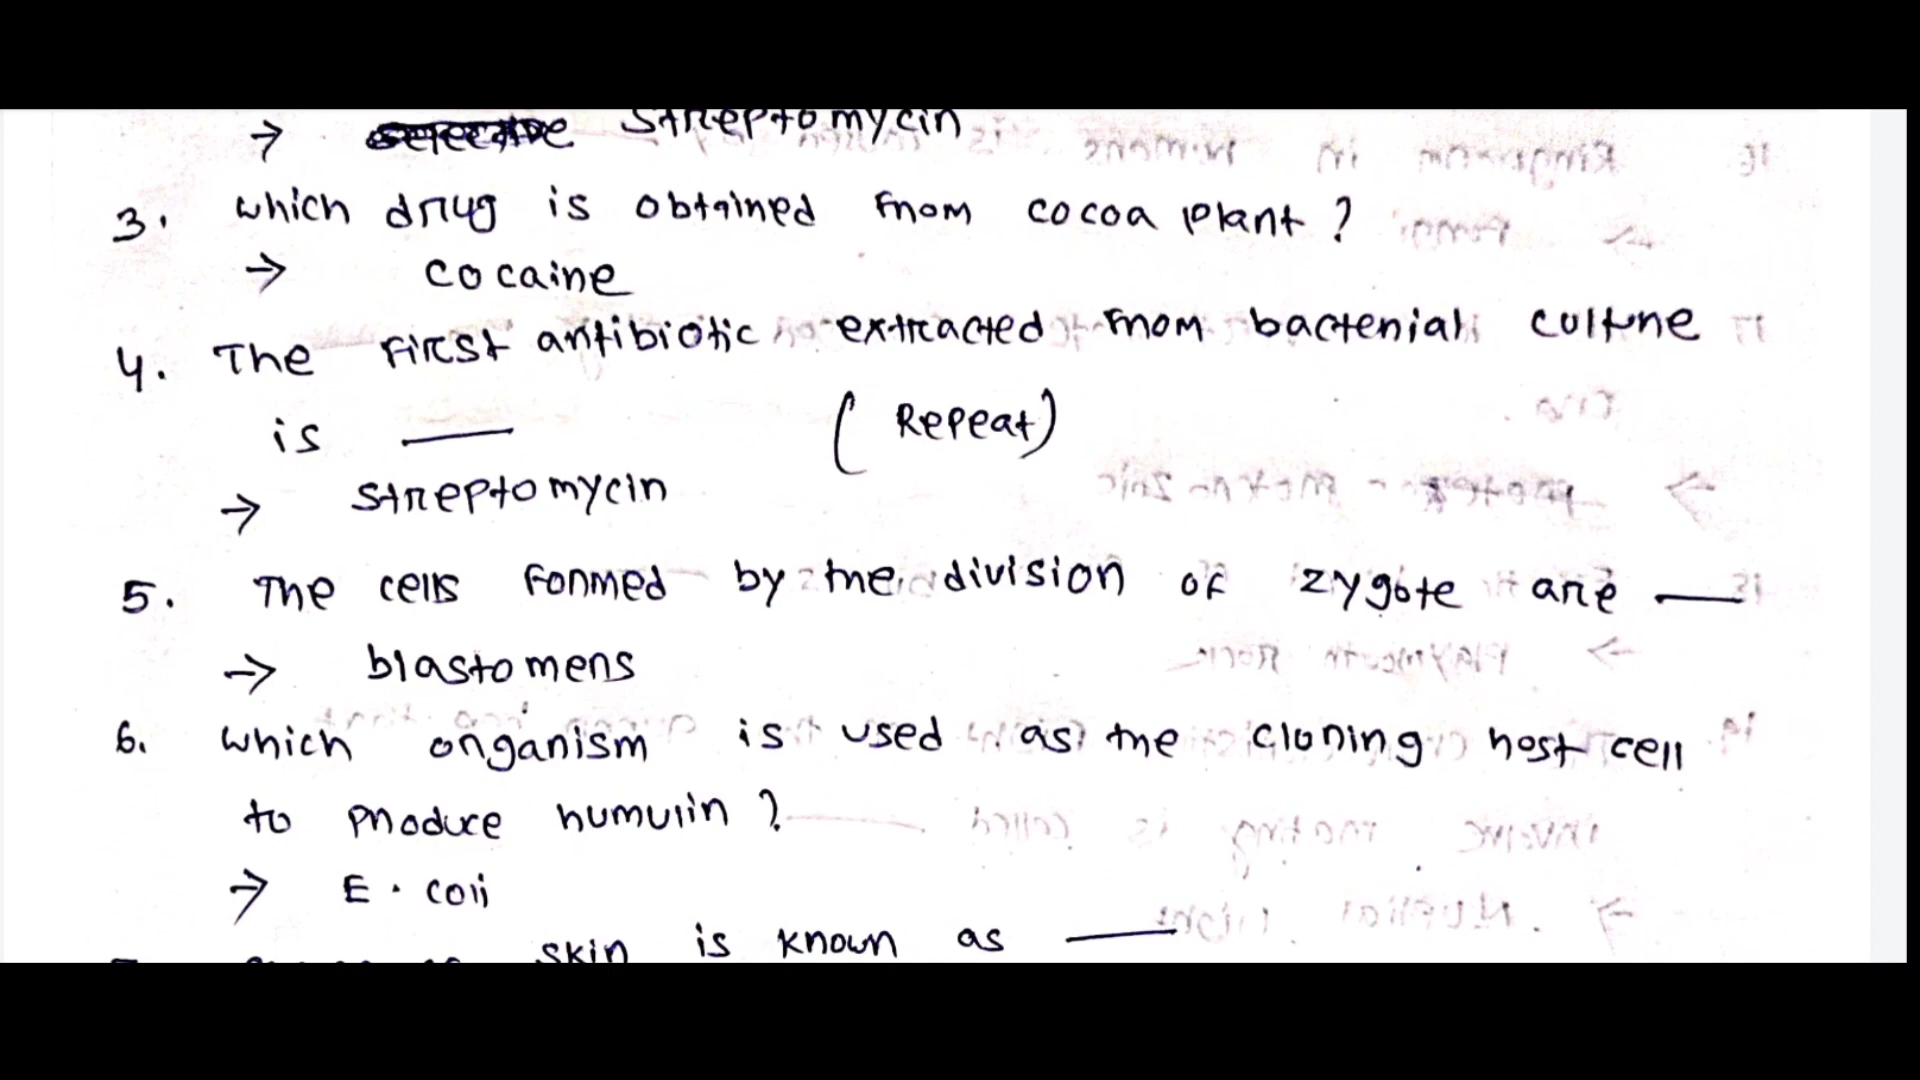 → Streptomycin
3. which drug is obtained from cocoa plant ?
→ cocaine
4. The first antibiotic extracted from bacterial culture
is ___ (Repeat)
→ Streptomycin
5. The cells formed by the division of zygote are ___
→ blastomers
6. which organism is used as the cloning host cell
to produce humulin ?
→ E. coli
skin is known as ___